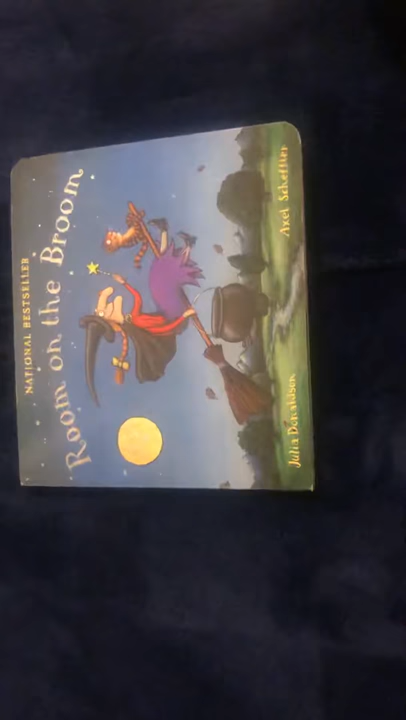 NATIONAL BESTSELLER
Room on the Broom
Julia Donaldson
Axel Scheffler